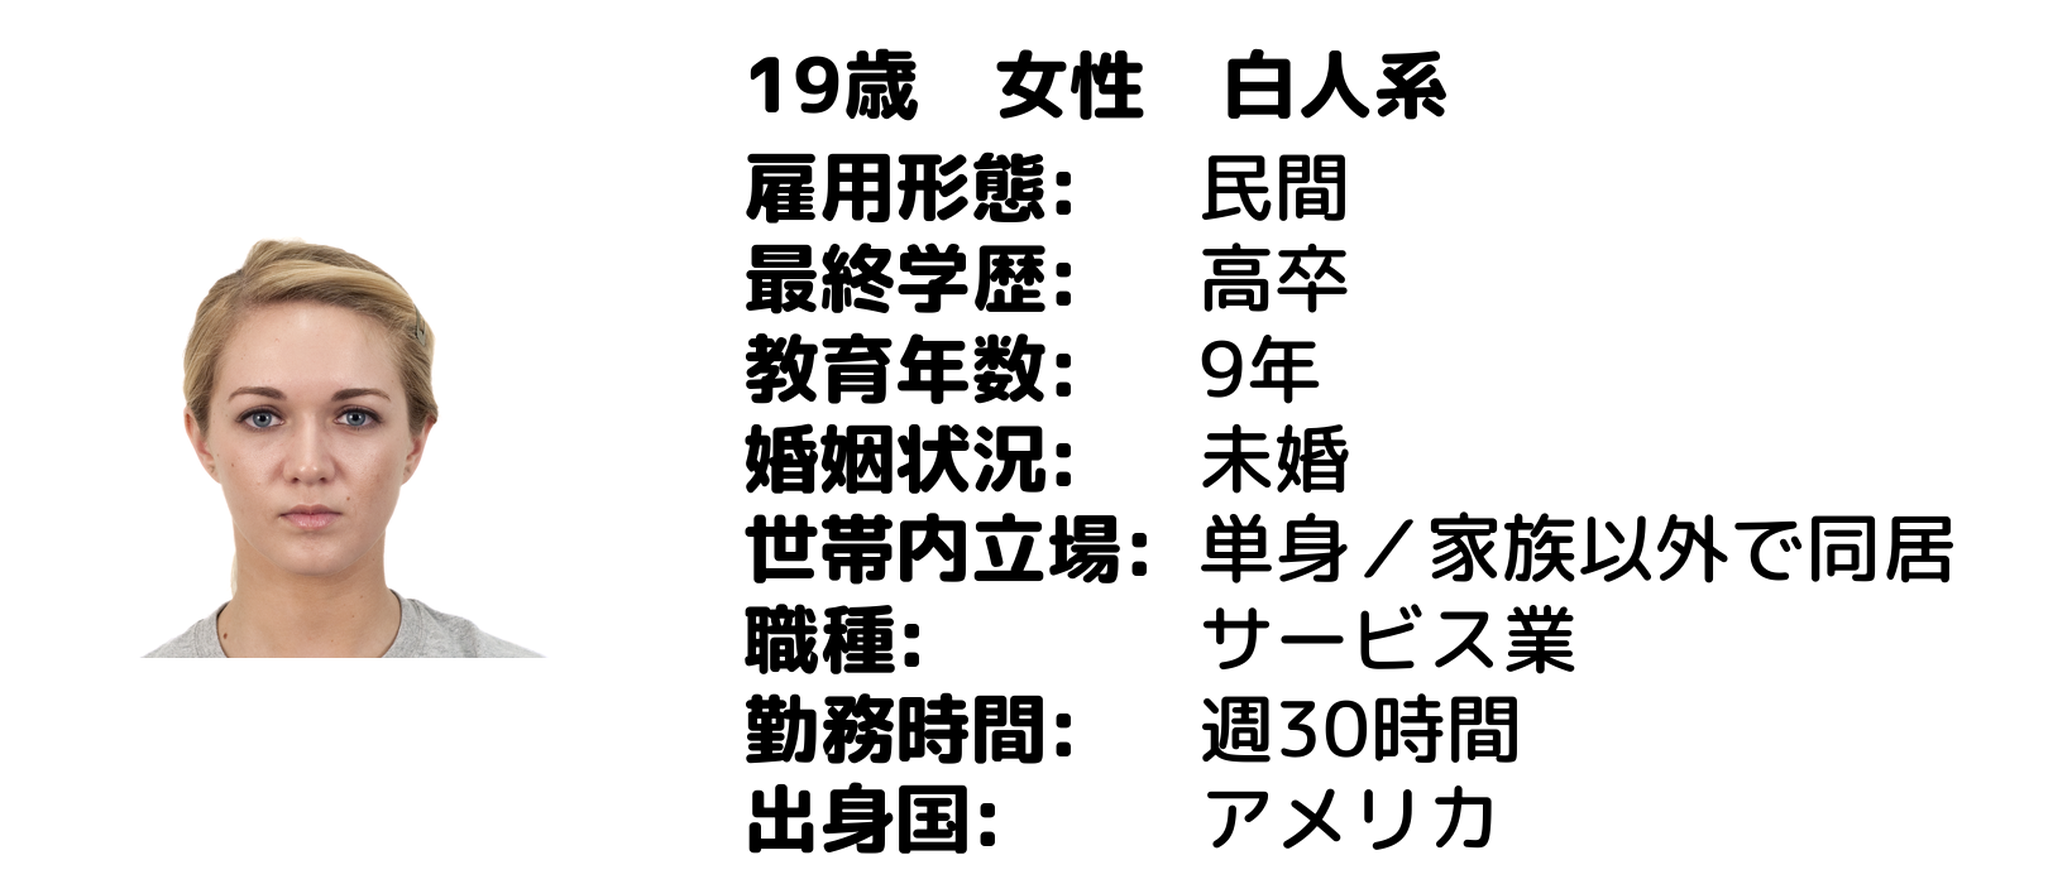 19歳　女性　白人系
雇用形態:　民間
最終学歴:　高卒
教育年数:　9年
婚姻状況:　未婚
世帯内立場:　単身／家族以外で同居
職種:　サービス業
勤務時間:　週30時間
出身国:　アメリカ